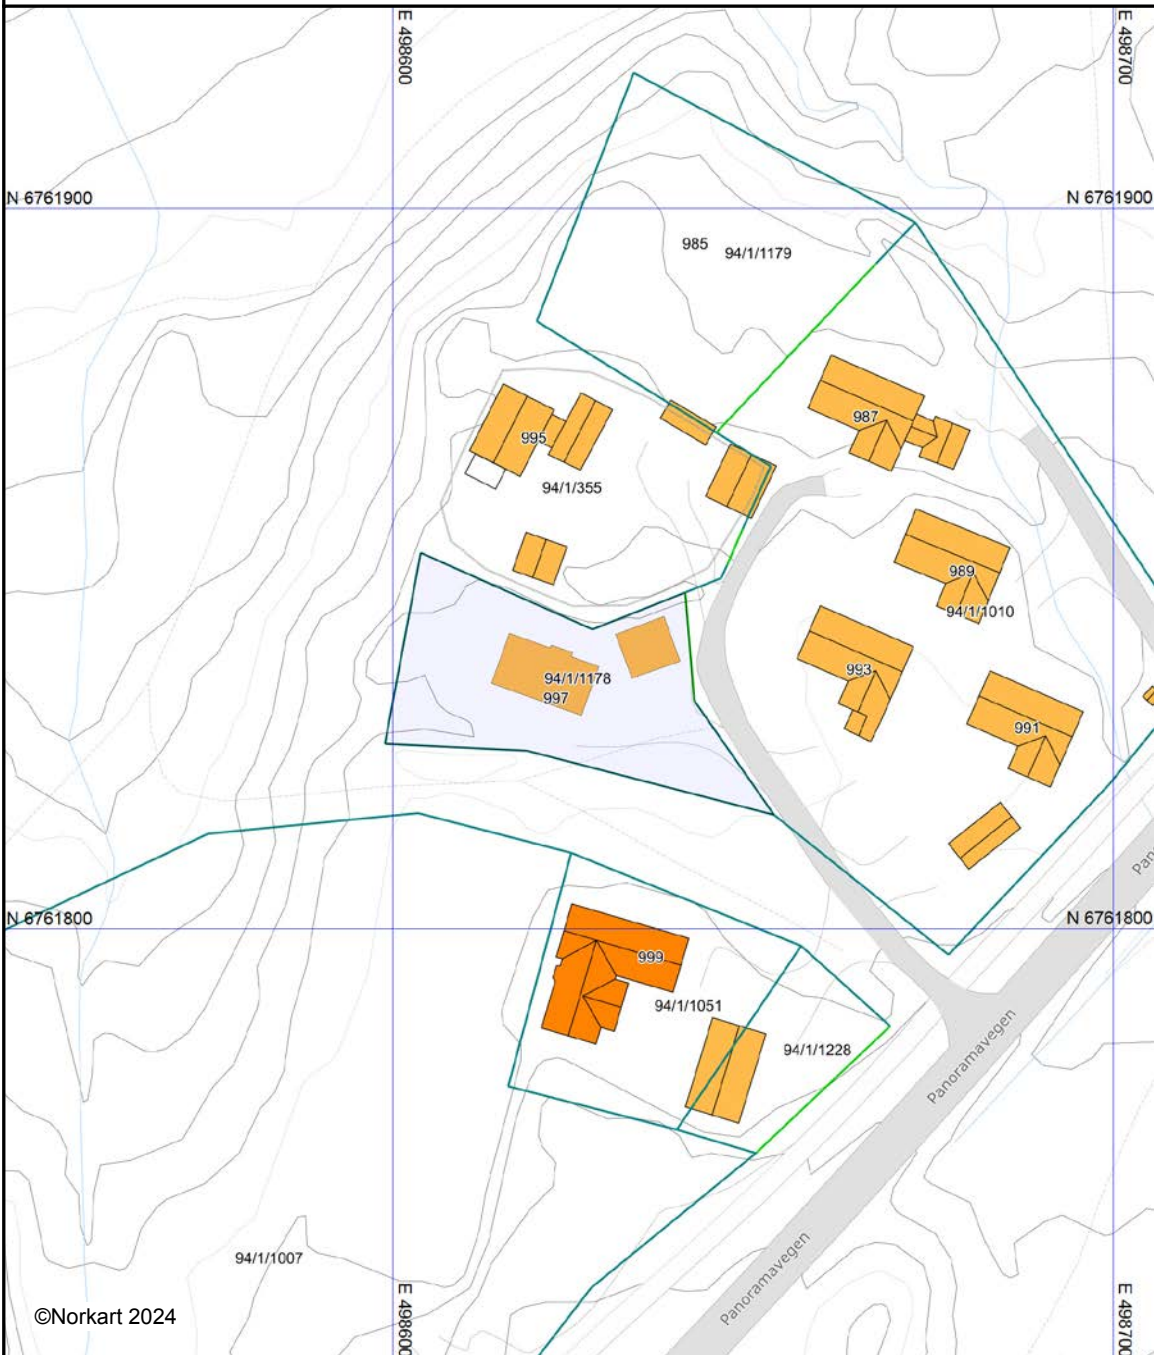 E 498600
E 498700
N 6761900
N 6761900
985
94/1/1179
987
995
94/1/355
989
94/1/1010
993
94/1/1178
997
991
Pan
N 6761800
N 6761800
999
94/1/1051
94/1/1228
Panoramavegen
Panoramavegen
94/1/1007
©Norkart 2024
E 498600
E 498700